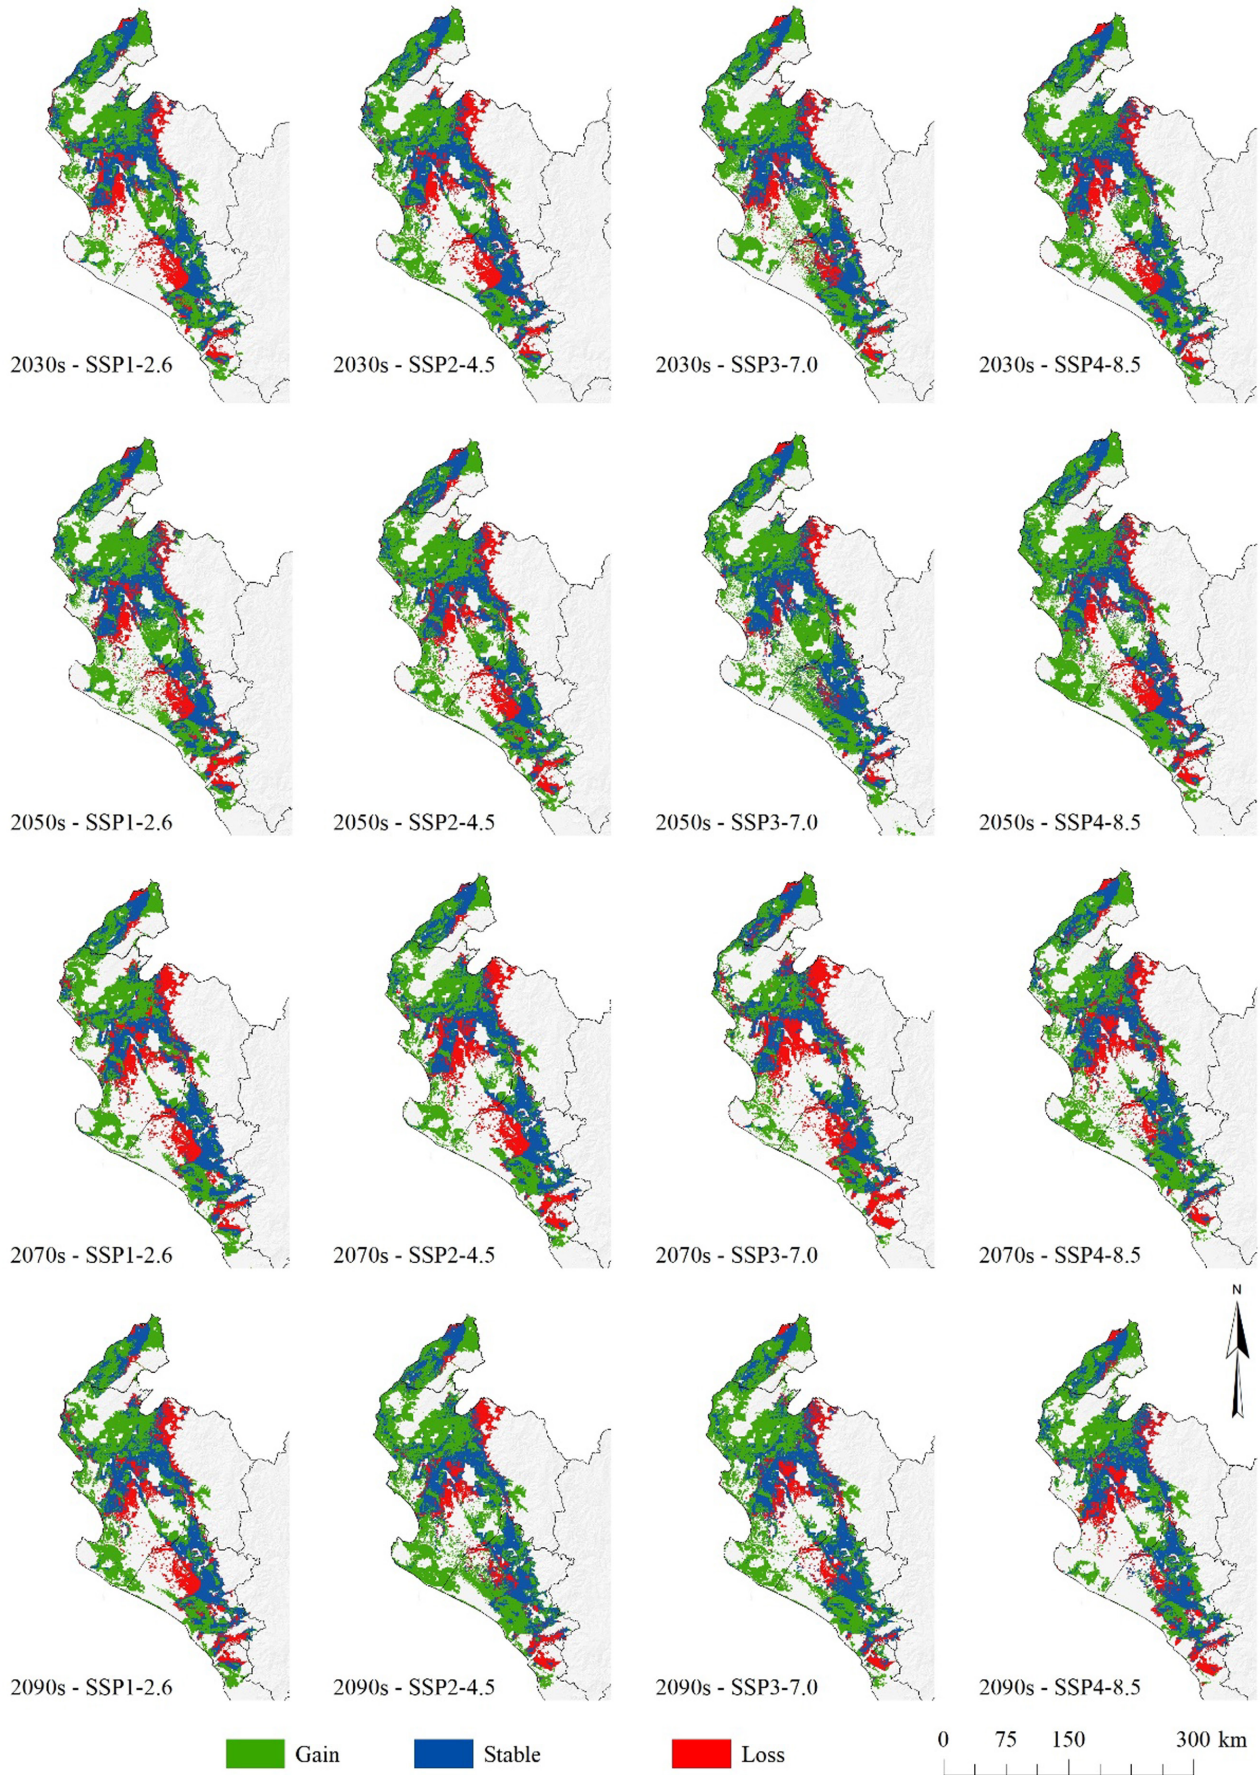 2030s - SSP1-2.6
2030s - SSP2-4.5
2030s - SSP3-7.0
2030s - SSP4-8.5
2050s - SSP1-2.6
2050s - SSP2-4.5
2050s - SSP3-7.0
2050s - SSP4-8.5
2070s - SSP1-2.6
2070s - SSP2-4.5
2070s - SSP3-7.0
2070s - SSP4-8.5
N
2090s - SSP1-2.6
2090s - SSP2-4.5
2090s - SSP3-7.0
2090s - SSP4-8.5
Gain
Stable
Loss
0 75 150 300 km